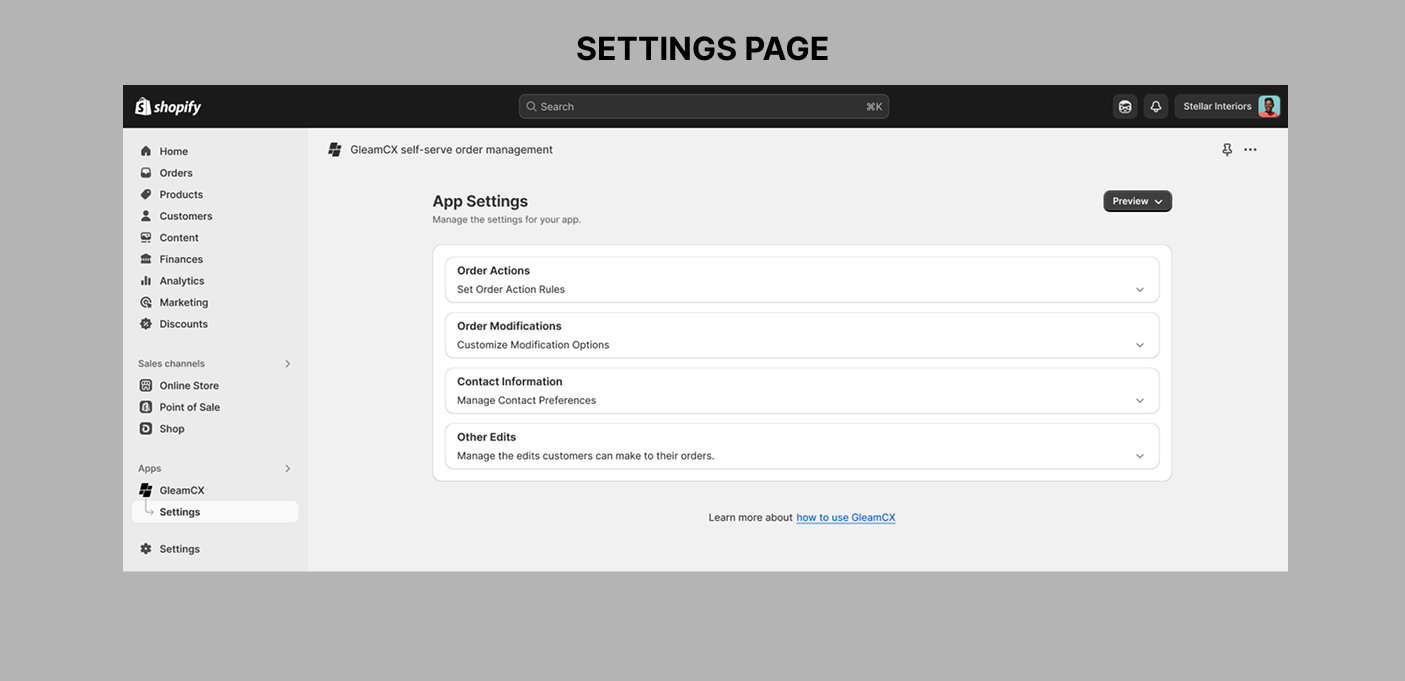 SETTINGS PAGE
shopify
Search
⌘K
Stellar Interiors
Home
Orders
Products
Customers
Content
Finances
Analytics
Marketing
Discounts
Sales channels
Online Store
Point of Sale
Shop
Apps
GleamCX
Settings
Settings
GleamCX self-serve order management
App Settings
Manage the settings for your app.
Preview
Order Actions
Set Order Action Rules
Order Modifications
Customize Modification Options
Contact Information
Manage Contact Preferences
Other Edits
Manage the edits customers can make to their orders.
Learn more about how to use GleamCX